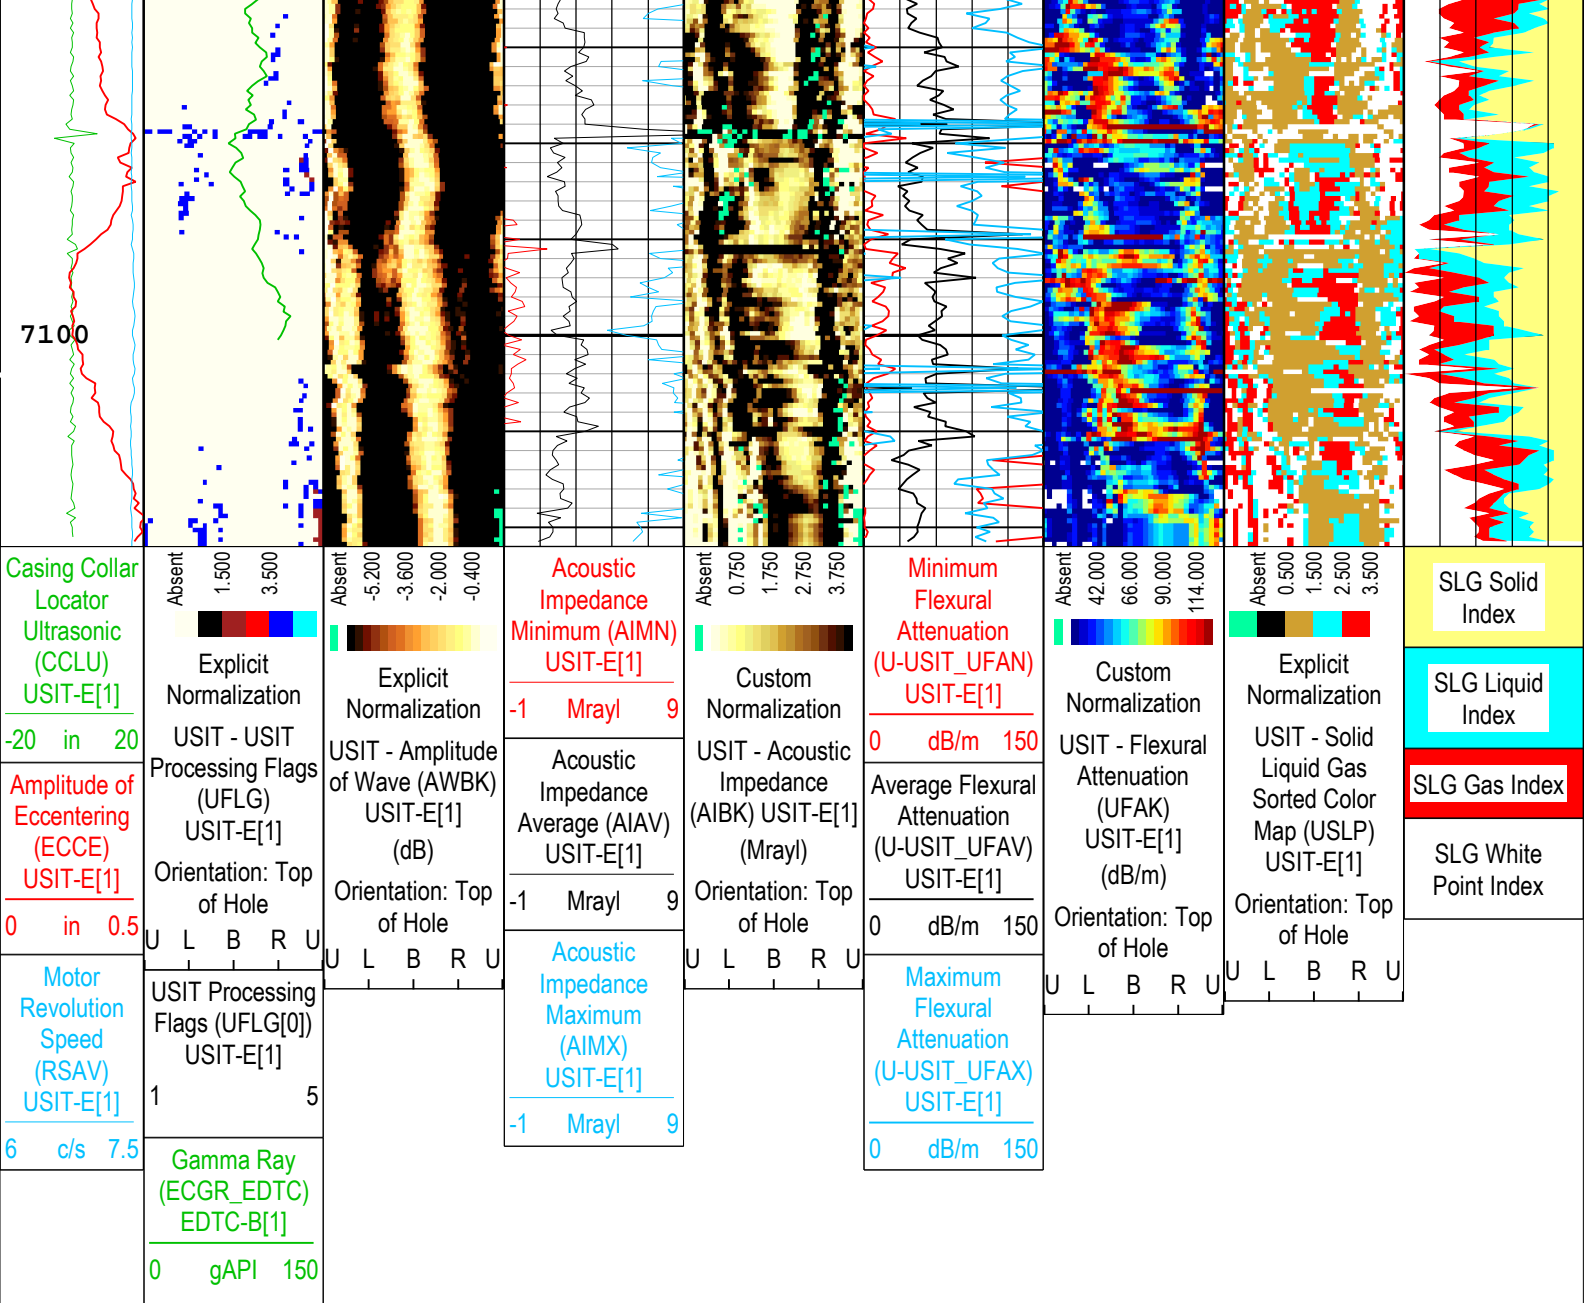 7100
Casing Collar
Locator
Ultrasonic
(CCLU)
USIT-E[1]
-20 in 20
Amplitude of
Eccentering
(ECCE)
USIT-E[1]
0 in 0.5
Motor
Revolution
Speed
(RSAV)
USIT-E[1]
6 c/s 7.5
Absent 1.500 3.500
Explicit
Normalization
USIT - USIT
Processing Flags
(UFLG)
USIT-E[1]
Orientation: Top
of Hole
U L B R U
USIT Processing
Flags (UFLG[0])
USIT-E[1]
1 5
Gamma Ray
(ECGR_EDTC)
EDTC-B[1]
0 gAPI 150
Absent -5.200 -3.600 -2.000 -0.400
Explicit
Normalization
USIT - Amplitude
of Wave (AWBK)
USIT-E[1]
(dB)
Orientation: Top
of Hole
U L B R U
Acoustic
Impedance
Minimum (AIMN)
USIT-E[1]
-1 Mrayl 9
Acoustic
Impedance
Average (AIAV)
USIT-E[1]
-1 Mrayl 9
Acoustic
Impedance
Maximum
(AIMX)
USIT-E[1]
-1 Mrayl 9
Absent 0.750 1.750 2.750 3.750
Custom
Normalization
USIT - Acoustic
Impedance
(AIBK) USIT-E[1]
(Mrayl)
Orientation: Top
of Hole
U L B R U
Minimum
Flexural
Attenuation
(U-USIT_UFAN)
USIT-E[1]
0 dB/m 150
Average Flexural
Attenuation
(U-USIT_UFAV)
USIT-E[1]
0 dB/m 150
Maximum
Flexural
Attenuation
(U-USIT_UFAX)
USIT-E[1]
0 dB/m 150
Absent 42.000 66.000 90.000 114.000
Custom
Normalization
USIT - Flexural
Attenuation
(UFAK)
USIT-E[1]
(dB/m)
Orientation: Top
of Hole
U L B R U
Absent 0.500 1.500 2.500 3.500
Explicit
Normalization
USIT - Solid
Liquid Gas
Sorted Color
Map (USLP)
USIT-E[1]
Orientation: Top
of Hole
U L B R U
SLG Solid
Index
SLG Liquid
Index
SLG Gas Index
SLG White
Point Index